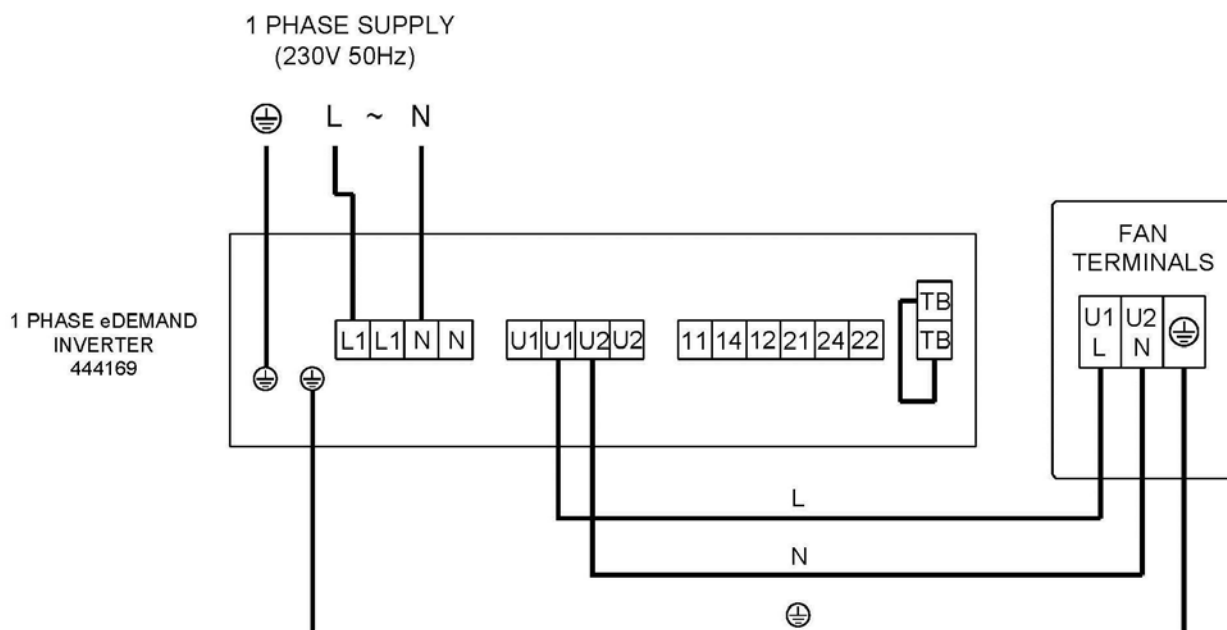 1 PHASE SUPPLY
(230V 50Hz)
L ~ N
1 PHASE eDEMAND
INVERTER
444169
L1 L1 N N
U1 U1 U2 U2
11 14 12 21 24 22
TB
TB
FAN
TERMINALS
U1 U2
L N
L
N